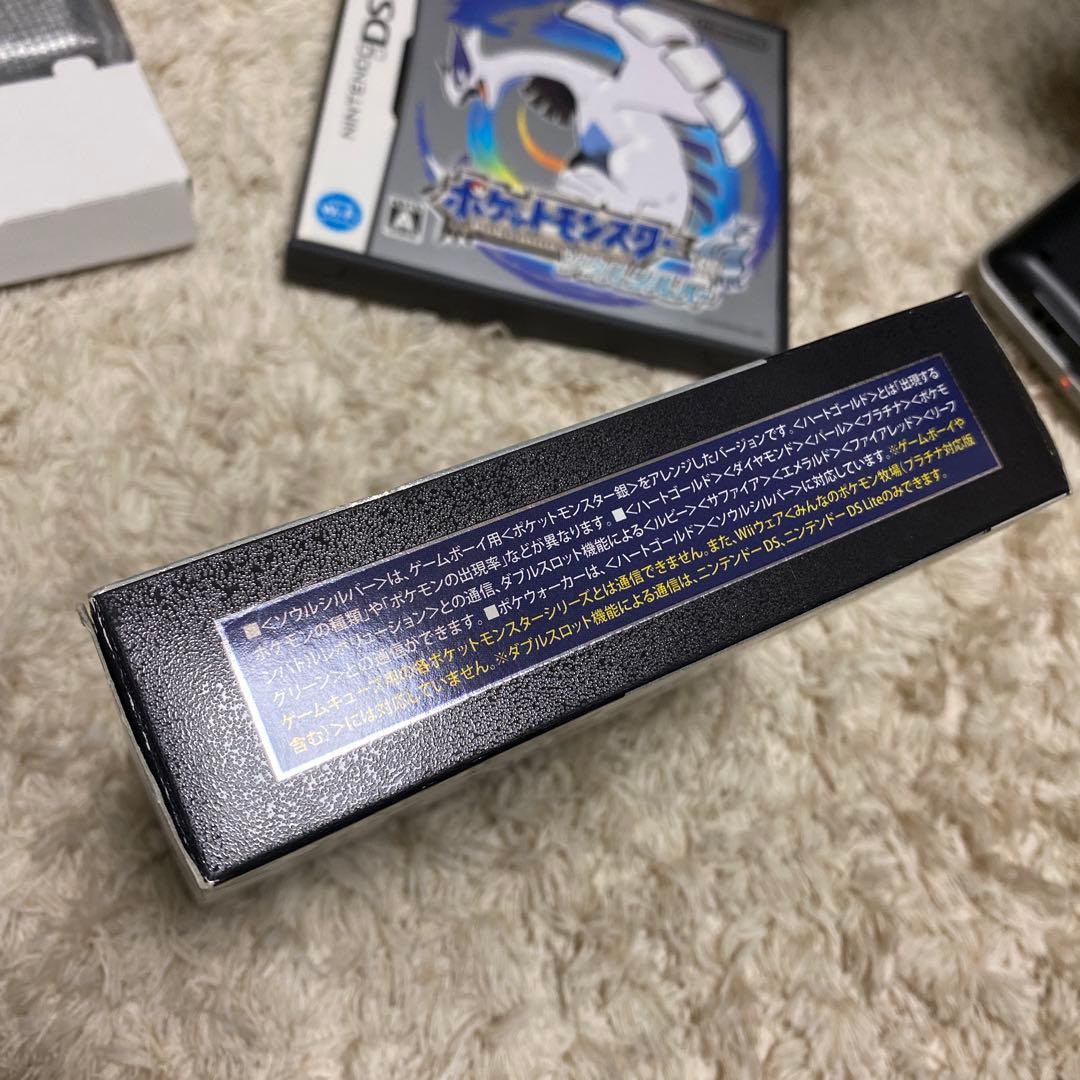 NINTENDO DS
Wi-Fi
A
ポケットモンスター
ソウルシルバー
■<ソウルシルバー>は、ゲームボーイ用<ポケットモンスター銀>をアレンジしたバージョンです。<ハートゴールド>とは「出現する
ポケモンの種類」や「ポケモンの出現率」などが異なります。■<ハートゴールド><ダイヤモンド><パール><プラチナ><ポケモ
ンバトルレボリューション>との通信、ダブルスロット機能による<ルビー><サファイア><エメラルド><ファイアレッド><リーフ
グリーン>との通信ができます。■ポケウォーカーは、<ハートゴールド><ソウルシルバー>に対応しています。※ゲームボーイや
ゲームキューブ用の各ポケットモンスターシリーズとは通信できません。また、Wiiウェア<みんなのポケモン牧場(プラチナ対応版
含む)>には対応していません。※ダブルスロット機能による通信は、ニンテンドーDS、ニンテンドーDS Liteのみできます。